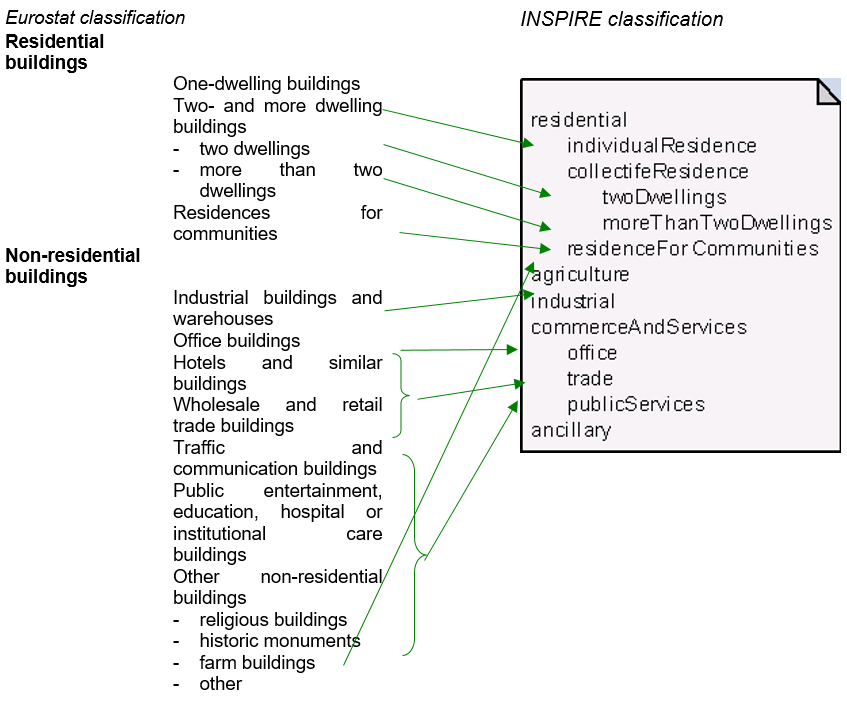 Eurostat classification
INSPIRE classification
Residential
buildings
One-dwelling buildings
Two- and more dwelling
buildings
- two dwellings
- more than two
dwellings
Residences for
communities
Non-residential
buildings
Industrial buildings and
warehouses
Office buildings
Hotels and similar
buildings
Wholesale and retail
trade buildings
Traffic and
communication buildings
Public entertainment,
education, hospital or
institutional care
buildings
Other non-residential
buildings
- religious buildings
- historic monuments
- farm buildings
- other
residential
individualResidence
collectifeResidence
twoDwellings
moreThanTwoDwellings
residenceFor Communities
agriculture
industrial
commerceAndServices
office
trade
publicServices
ancillary